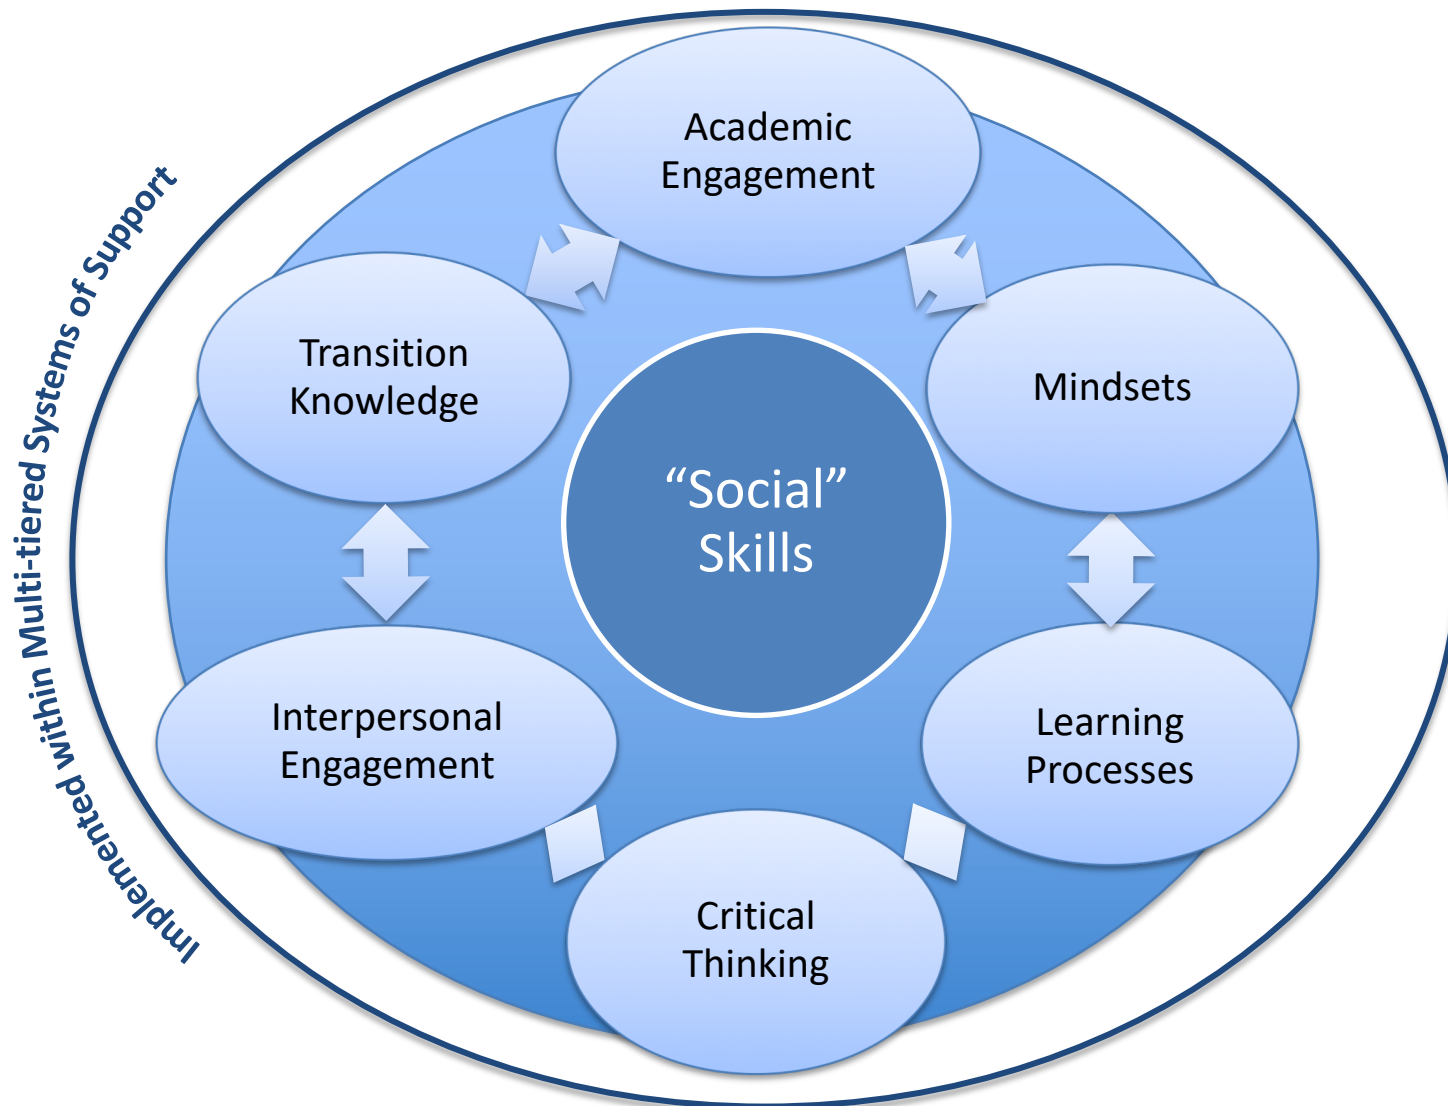 Academic
Engagement
Transition
Knowledge
Mindsets
“Social”
Skills
Interpersonal
Engagement
Learning
Processes
Critical
Thinking
Implemented within Multi-tiered Systems of Support